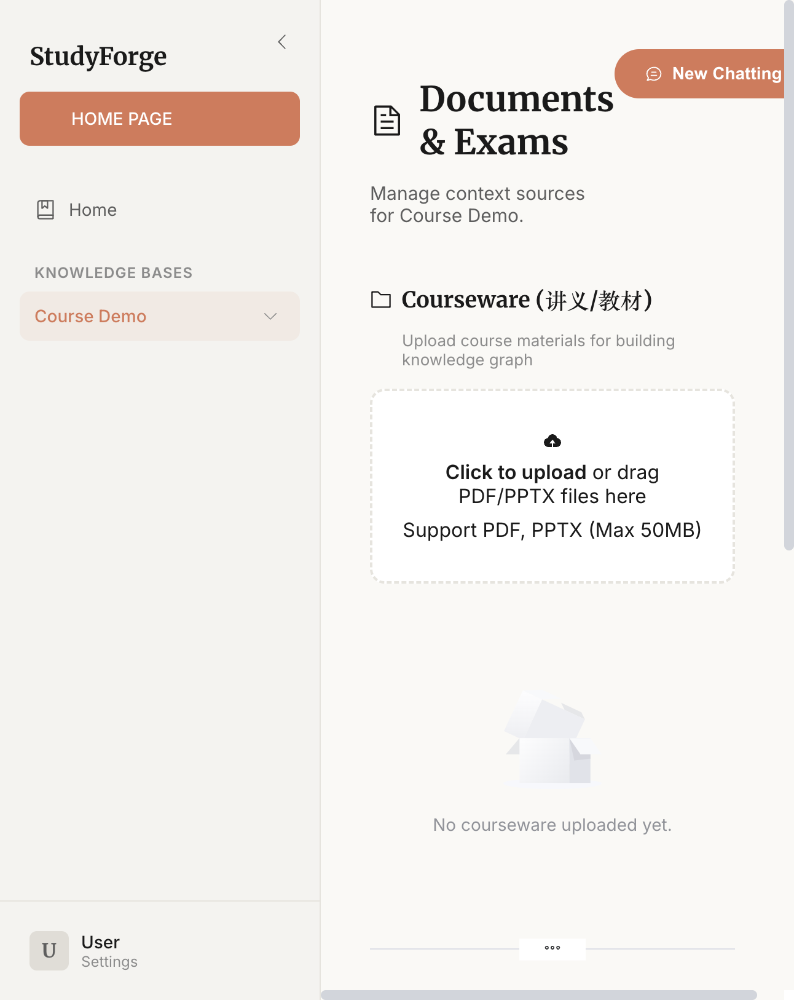 StudyForge
HOME PAGE
Home
KNOWLEDGE BASES
Course Demo
U
User
Settings
New Chatting
Documents
& Exams
Manage context sources
for Course Demo.
Courseware (讲义/教材)
Upload course materials for building
knowledge graph
Click to upload or drag
PDF/PPTX files here
Support PDF, PPTX (Max 50MB)
No courseware uploaded yet.